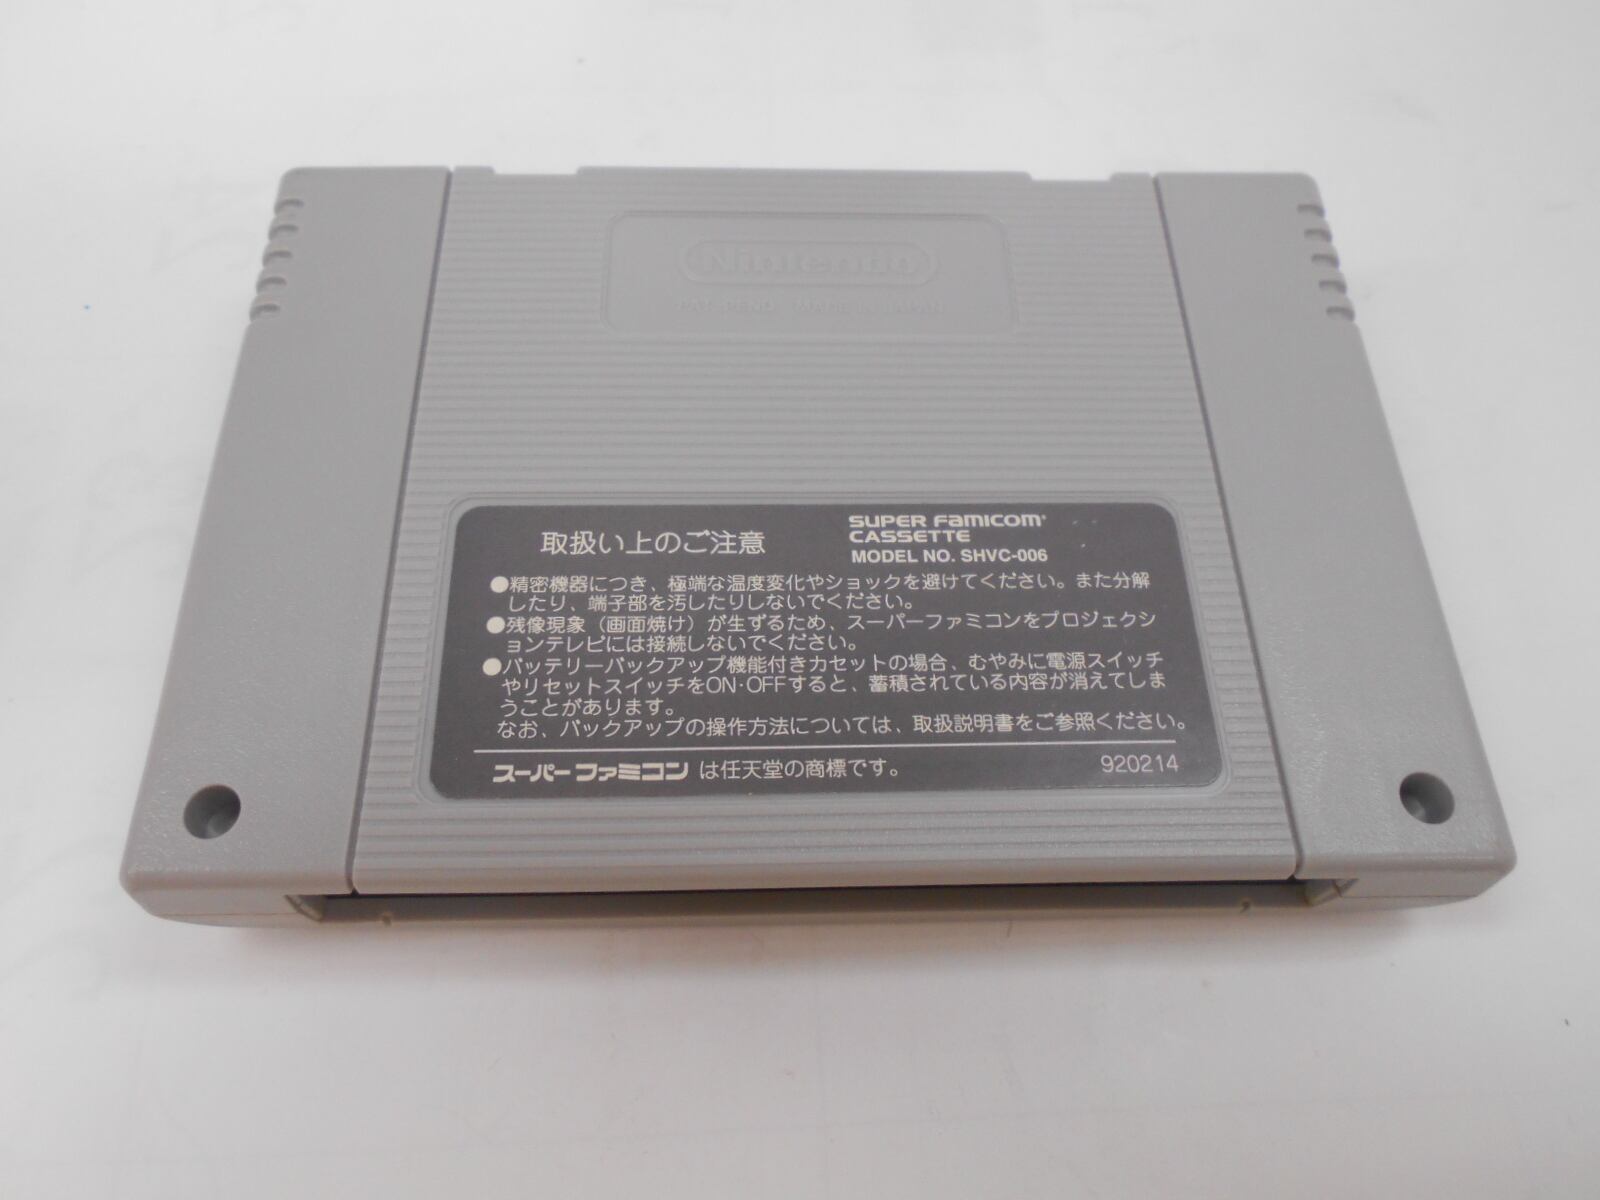 Nintendo
PAT. PEND. MADE IN JAPAN
取扱い上のご注意
SUPER FAMICOM
CASSETTE
MODEL NO. SHVC-006
●精密機器につき、極端な温度変化やショックを避けてください。また分解
したり、端子部を汚したりしないでください。
●残像現象（画面焼け）が生ずるため、スーパーファミコンをプロジェクシ
ョンテレビには接続しないでください。
●バッテリーバックアップ機能付きカセットの場合、むやみに電源スイッチ
やリセットスイッチをON・OFFすると、蓄積されている内容が消えてしま
うことがあります。
なお、バックアップの操作方法については、取扱説明書をご参照ください。
スーパーファミコン は任天堂の商標です。
920214